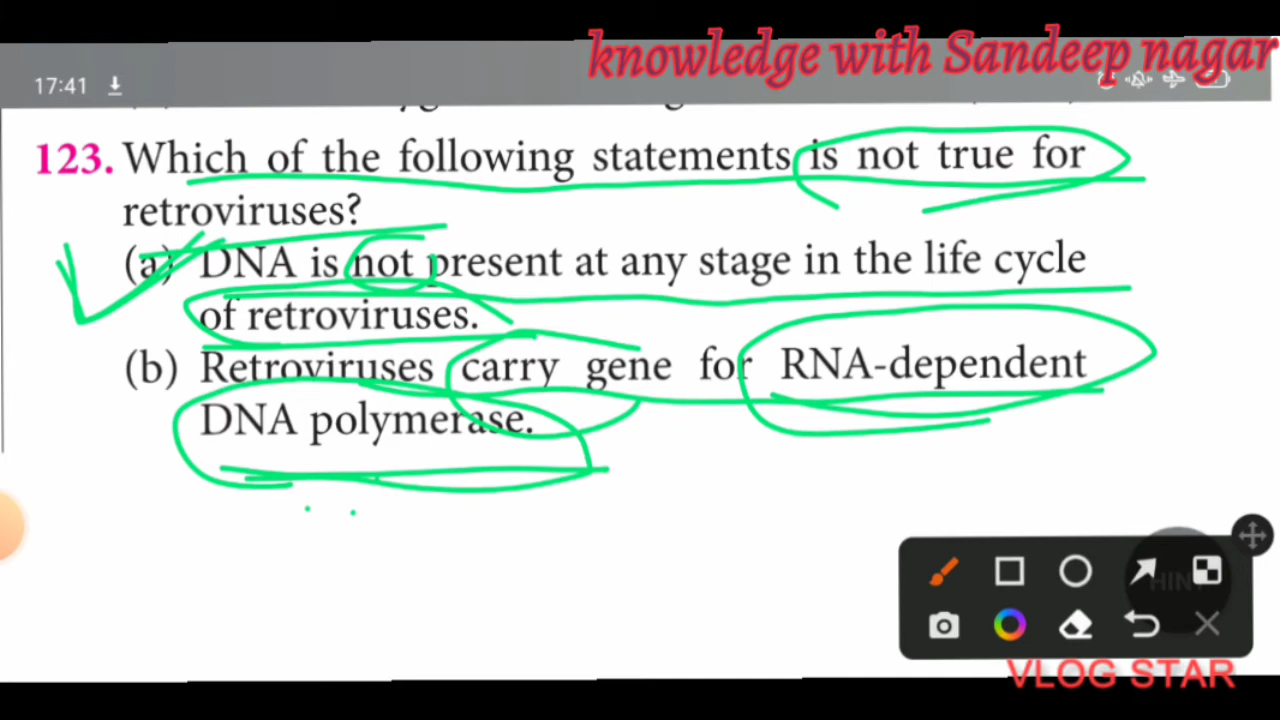 knowledge with Sandeep nagar
17:41
123. Which of the following statements is not true for
retroviruses?
(a) DNA is not present at any stage in the life cycle
of retroviruses.
(b) Retroviruses carry gene for RNA-dependent
DNA polymerase.
VLOG STAR